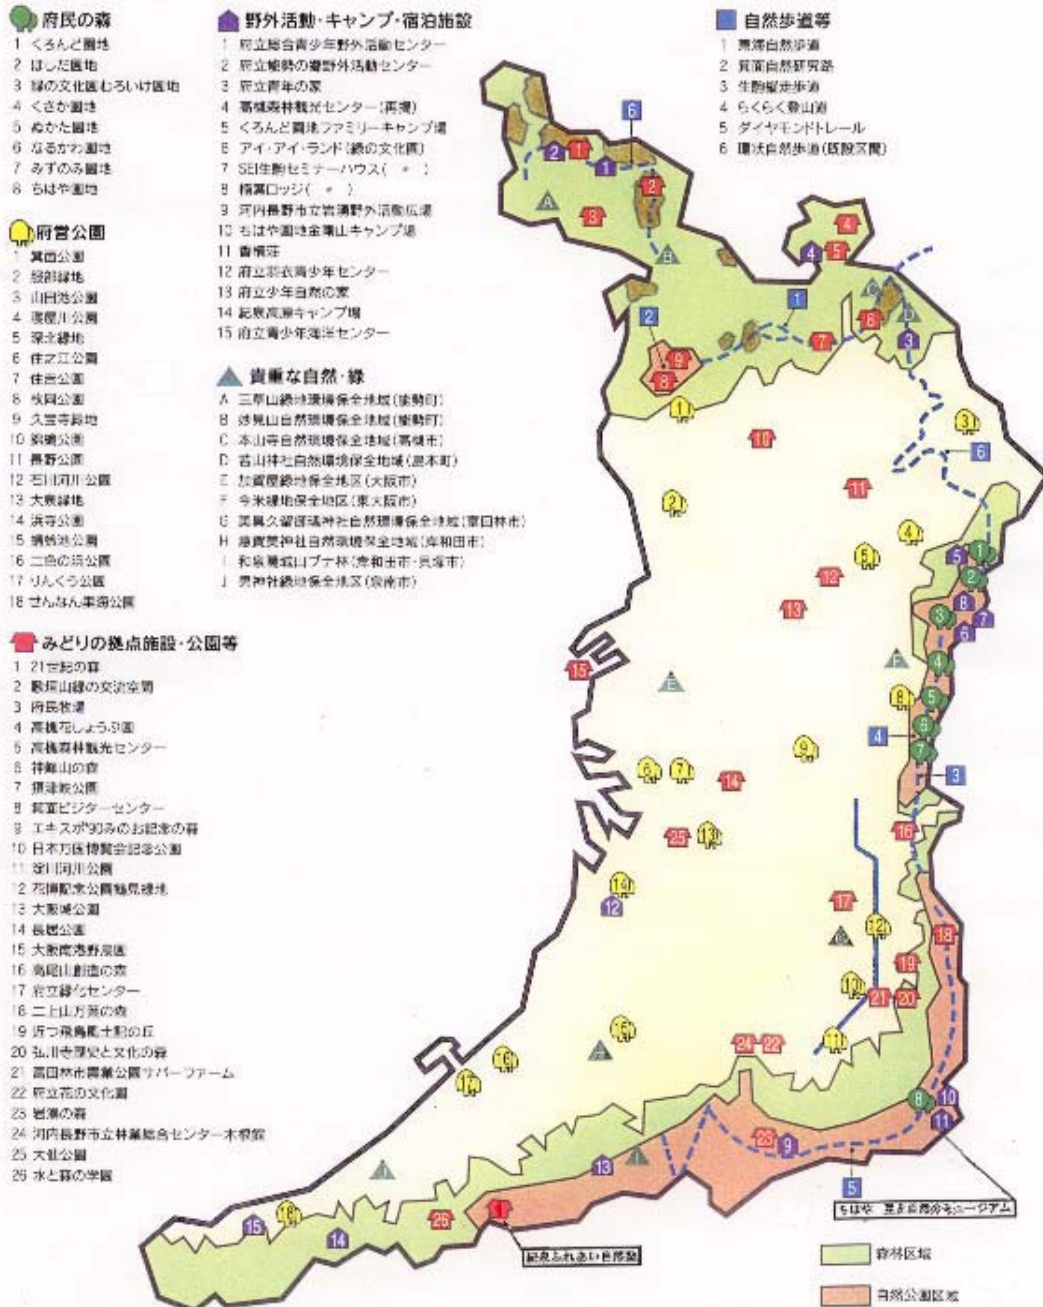 府民の森
1 くろんど園地
2 ほしだ園地
3 緑の文化園むろいけ園地
4 くさか園地
5 ぬかた園地
6 なるかわ園地
7 みずのみ園地
8 ちはや園地
府営公園
1 箕面公園
2 服部緑地
3 山田池公園
4 寝屋川公園
5 深北緑地
6 住之江公園
7 住吉公園
8 枚岡公園
9 久宝寺緑地
10 錦織公園
11 長野公園
12 石川河川公園
13 大泉緑地
14 浜寺公園
15 蜻蛉池公園
16 二色の浜公園
17 りんくう公園
18 せんなん里海公園
みどりの拠点施設・公園等
1 21世紀の森
2 歌垣山緑の交流空間
3 府民牧場
4 高槻花しょうぶ園
5 高槻森林観光センター
6 神峰山の森
7 摂津峡公園
8 箕面ビジターセンター
9 エキスポ'90みのお記念の森
10 日本万国博覧会記念公園
11 淀川河川公園
12 花博記念公園鶴見緑地
13 大阪城公園
14 長居公園
15 大阪南港野鳥園
16 高尾山創造の森
17 府立緑化センター
18 二上山万葉の森
19 近つ飛鳥風土記の丘
20 弘川寺歴史と文化の森
21 富田林市農業公園サバーファーム
22 府立花の文化園
23 岩湧の森
24 河内長野市立林業総合センター木根館
25 大仙公園
26 水と森の学園
野外活動・キャンプ・宿泊施設
1 府立総合青少年野外活動センター
2 府立能勢の郷野外活動センター
3 府立青年の家
4 高槻森林観光センター(再掲)
5 くろんど園地ファミリーキャンプ場
6 アイ・アイ・ランド(緑の文化園)
7 SEI生駒セミナーハウス( 〃 )
8 楠葉ロッジ( 〃 )
9 河内長野市立岩湧野外活動広場
10 ちはや園地金剛山キャンプ場
11 香楠荘
12 府立羽衣青少年センター
13 府立少年自然の家
14 紀泉高原キャンプ場
15 府立青少年海洋センター
貴重な自然・緑
A 三草山緑地環境保全地域(能勢町)
B 妙見山自然環境保全地域(能勢町)
C 本山寺自然環境保全地域(高槻市)
D 若山神社自然環境保全地域(島本町)
E 加賀屋緑地保全地区(大阪市)
F 今米緑地保全地区(東大阪市)
G 美具久留御魂神社自然環境保全地域(富田林市)
H 意賀美神社自然環境保全地域(岸和田市)
I 和泉葛城山ブナ林(岸和田市・貝塚市)
J 男神社緑地保全地区(泉南市)
自然歩道等
1 東海自然歩道
2 箕面自然研究路
3 生駒縦走歩道
4 らくらく登山道
5 ダイヤモンドトレール
6 環状自然歩道(既設区間)
ちはや 星と自然のミュージアム
紀泉ふれあい自然塾
森林区域
自然公園区域